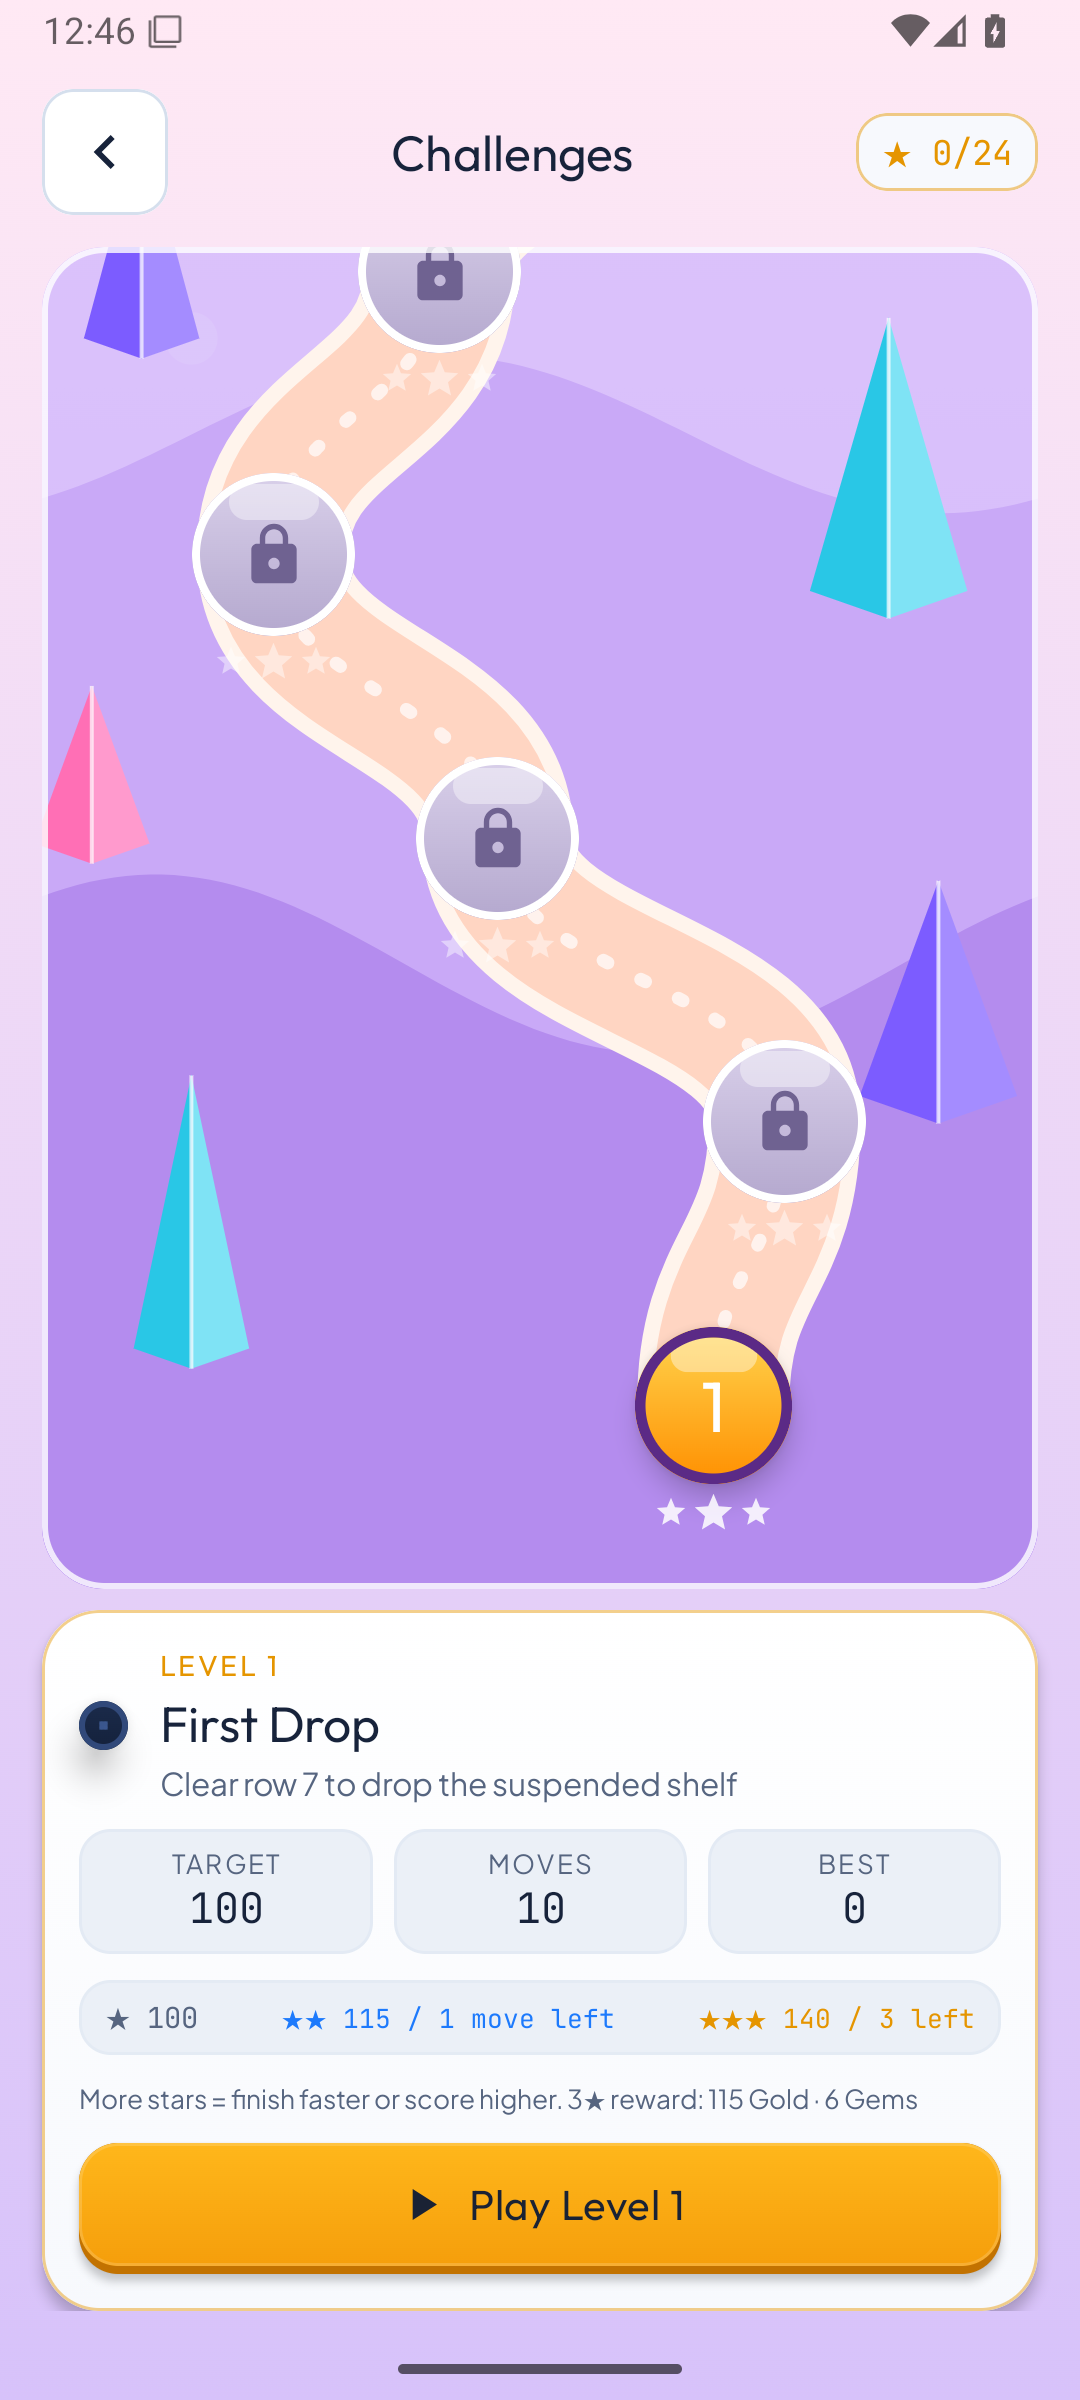 12:46
Challenges
★ 0/24
1
LEVEL 1
First Drop
Clear row 7 to drop the suspended shelf
TARGET
100
MOVES
10
BEST
0
★ 100
★★ 115 / 1 move left
★★★ 140 / 3 left
More stars = finish faster or score higher. 3★ reward: 115 Gold · 6 Gems
Play Level 1